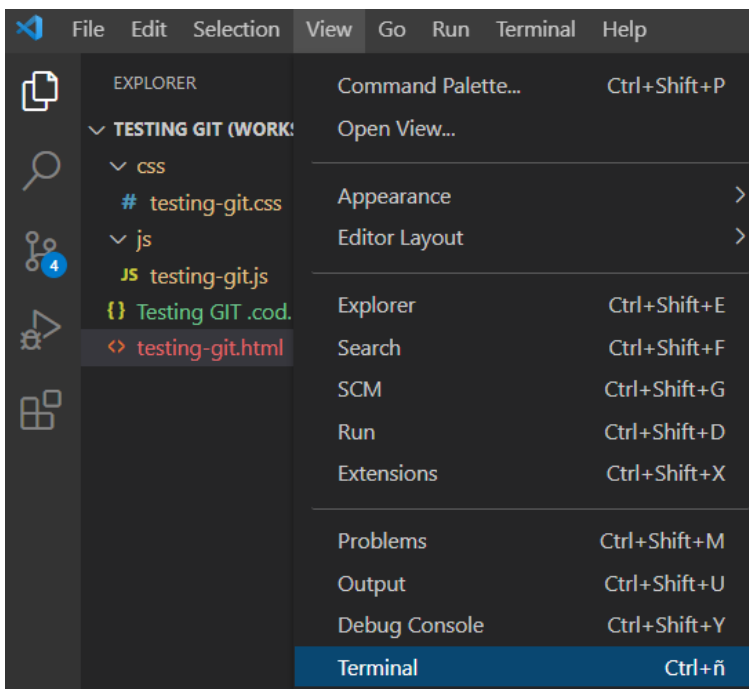 File Edit Selection View Go Run Terminal Help
EXPLORER
TESTING GIT (WORKS
css
# testing-git.css
js
JS testing-git.js
{} Testing GIT .cod.
<> testing-git.html
4
Command Palette... Ctrl+Shift+P
Open View...
Appearance >
Editor Layout >
Explorer Ctrl+Shift+E
Search Ctrl+Shift+F
SCM Ctrl+Shift+G
Run Ctrl+Shift+D
Extensions Ctrl+Shift+X
Problems Ctrl+Shift+M
Output Ctrl+Shift+U
Debug Console Ctrl+Shift+Y
Terminal Ctrl+ñ